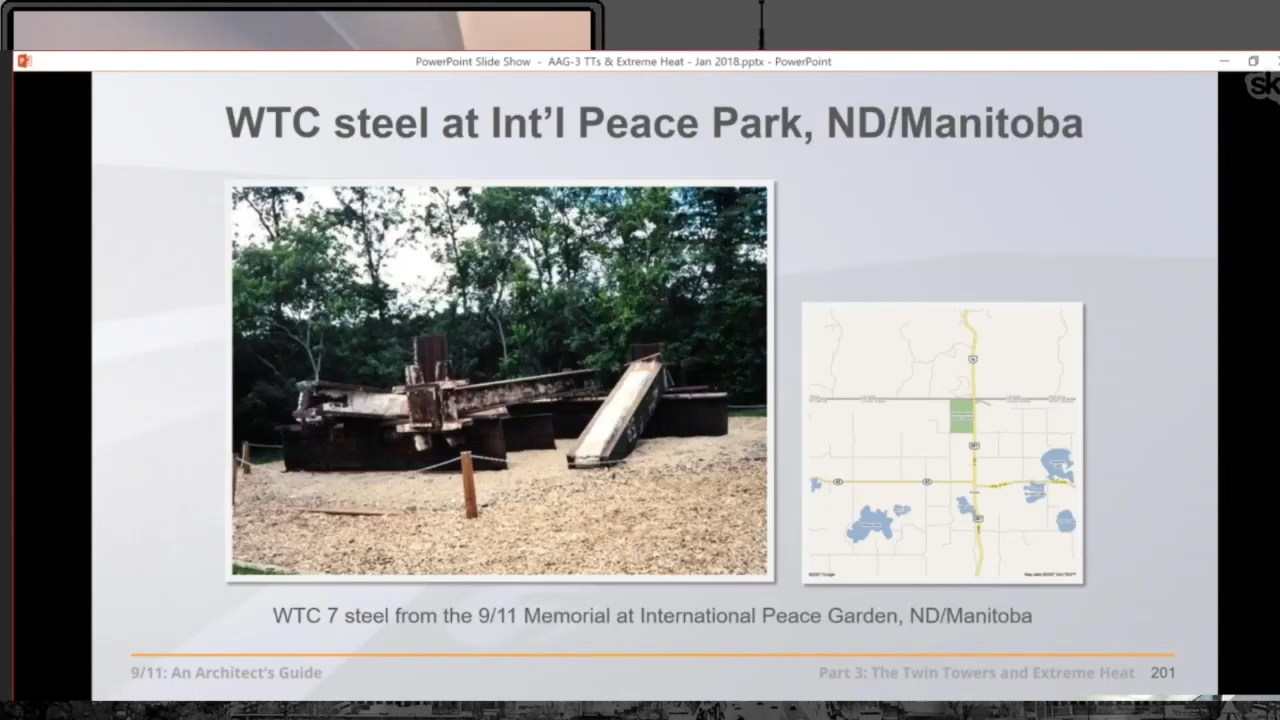 PowerPoint Slide Show - AAG-3 TTs & Extreme Heat - Jan 2018.pptx - PowerPoint
WTC steel at Int'l Peace Park, ND/Manitoba
WTC 7 steel from the 9/11 Memorial at International Peace Garden, ND/Manitoba
9/11: An Architect's Guide
Part 3: The Twin Towers and Extreme Heat 201